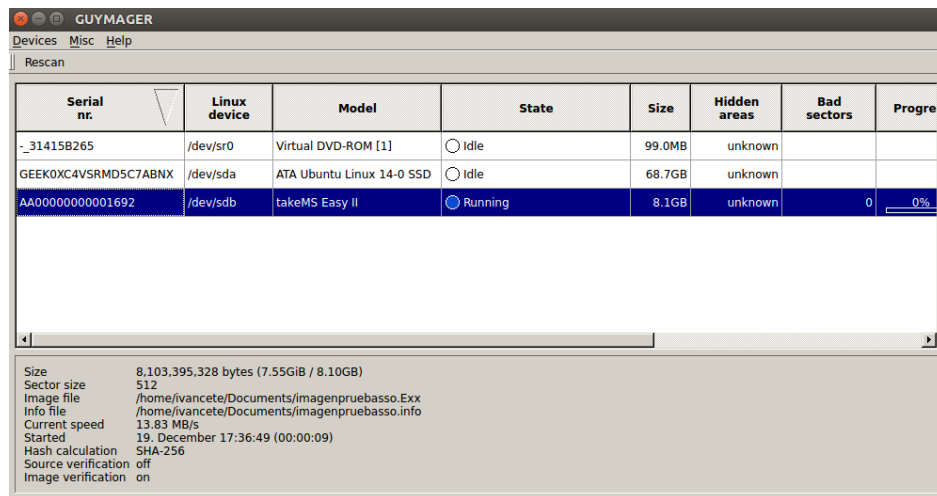 GUYMAGER
Devices Misc Help
Rescan
Serial nr. Linux device Model State Size Hidden areas Bad sectors Progre
-_31415B265 /dev/sr0 Virtual DVD-ROM [1] Idle 99.0MB unknown
GEEK0XC4VSRMD5C7ABNX /dev/sda ATA Ubuntu Linux 14-0 SSD Idle 68.7GB unknown
AA00000000001692 /dev/sdb takeMS Easy II Running 8.1GB unknown 0 0%
Size 8,103,395,328 bytes (7.55GiB / 8.10GB)
Sector size 512
Image file /home/ivancete/Documents/imagenpruebasso.Exx
Info file /home/ivancete/Documents/imagenpruebasso.info
Current speed 13.83 MB/s
Started 19. December 17:36:49 (00:00:09)
Hash calculation SHA-256
Source verification off
Image verification on